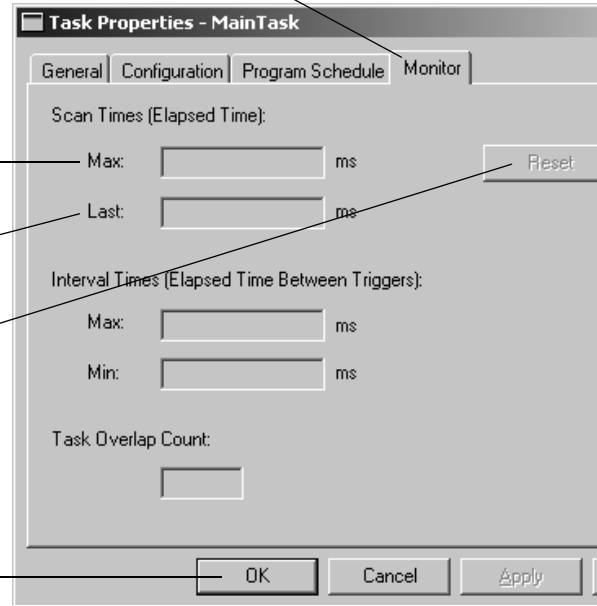 Task Properties - MainTask
General Configuration Program Schedule Monitor
Scan Times (Elapsed Time):
Max: ms Reset
Last: ms
Interval Times (Elapsed Time Between Triggers):
Max: ms
Min: ms
Task Overlap Count:
OK Cancel Apply